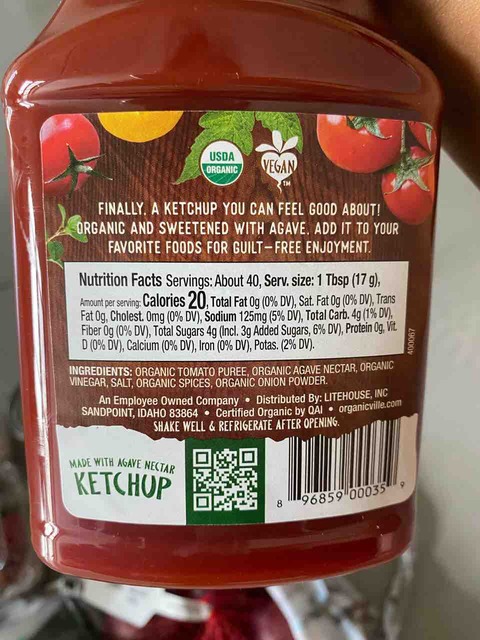 USDA
ORGANIC
VEGAN
TM
FINALLY, A KETCHUP YOU CAN FEEL GOOD ABOUT!
ORGANIC AND SWEETENED WITH AGAVE. ADD IT TO YOUR
FAVORITE FOODS FOR GUILT-FREE ENJOYMENT.
Nutrition Facts Servings: About 40, Serv. size: 1 Tbsp (17 g),
Amount per serving: Calories 20, Total Fat 0g (0% DV), Sat. Fat 0g (0% DV), Trans
Fat 0g, Cholest. 0mg (0% DV), Sodium 125mg (5% DV), Total Carb. 4g (1% DV),
Fiber 0g (0% DV), Total Sugars 4g (Incl. 3g Added Sugars, 6% DV), Protein 0g, Vit.
D (0% DV), Calcium (0% DV), Iron (0% DV), Potas. (2% DV).
400067
INGREDIENTS: ORGANIC TOMATO PUREE, ORGANIC AGAVE NECTAR, ORGANIC
VINEGAR, SALT, ORGANIC SPICES, ORGANIC ONION POWDER.
An Employee Owned Company • Distributed By: LITEHOUSE, INC
SANDPOINT, IDAHO 83864 • Certified Organic by QAI • organicville.com
SHAKE WELL & REFRIGERATE AFTER OPENING.
MADE WITH AGAVE NECTAR
KETCHUP
8 96859 00035 9